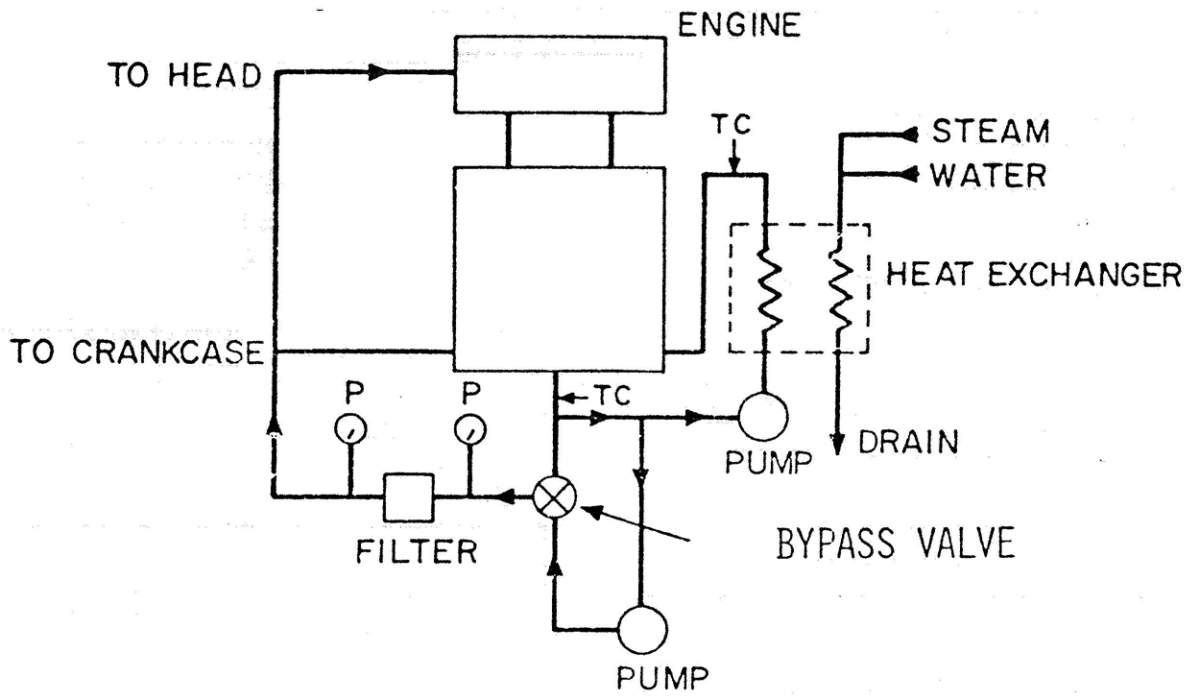 ENGINE
TO HEAD
TC
STEAM
WATER
HEAT EXCHANGER
TO CRANKCASE
P
P
TC
PUMP
DRAIN
FILTER
BYPASS VALVE
PUMP